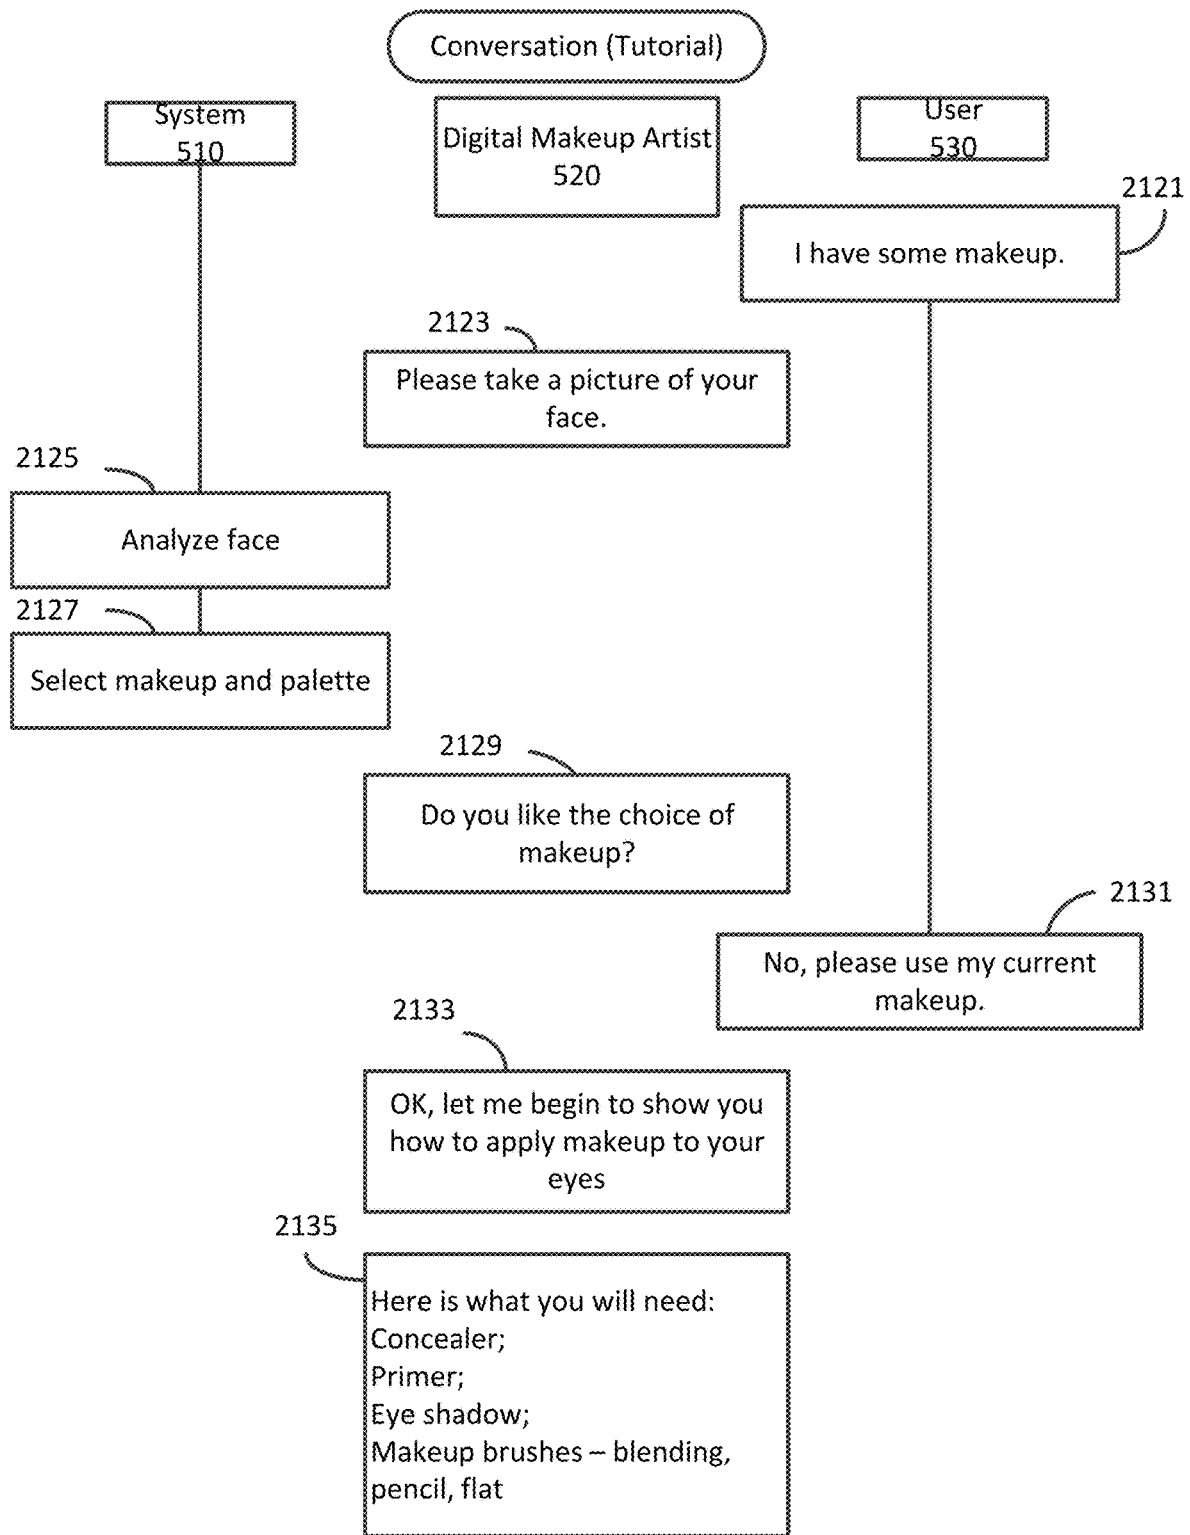 Conversation (Tutorial)
System
510
Digital Makeup Artist
520
User
530
2121
I have some makeup.
2123
Please take a picture of your
face.
2125
Analyze face
2127
Select makeup and palette
2129
Do you like the choice of
makeup?
2131
No, please use my current
makeup.
2133
OK, let me begin to show you
how to apply makeup to your
eyes
2135
Here is what you will need:
Concealer;
Primer;
Eye shadow;
Makeup brushes – blending,
pencil, flat